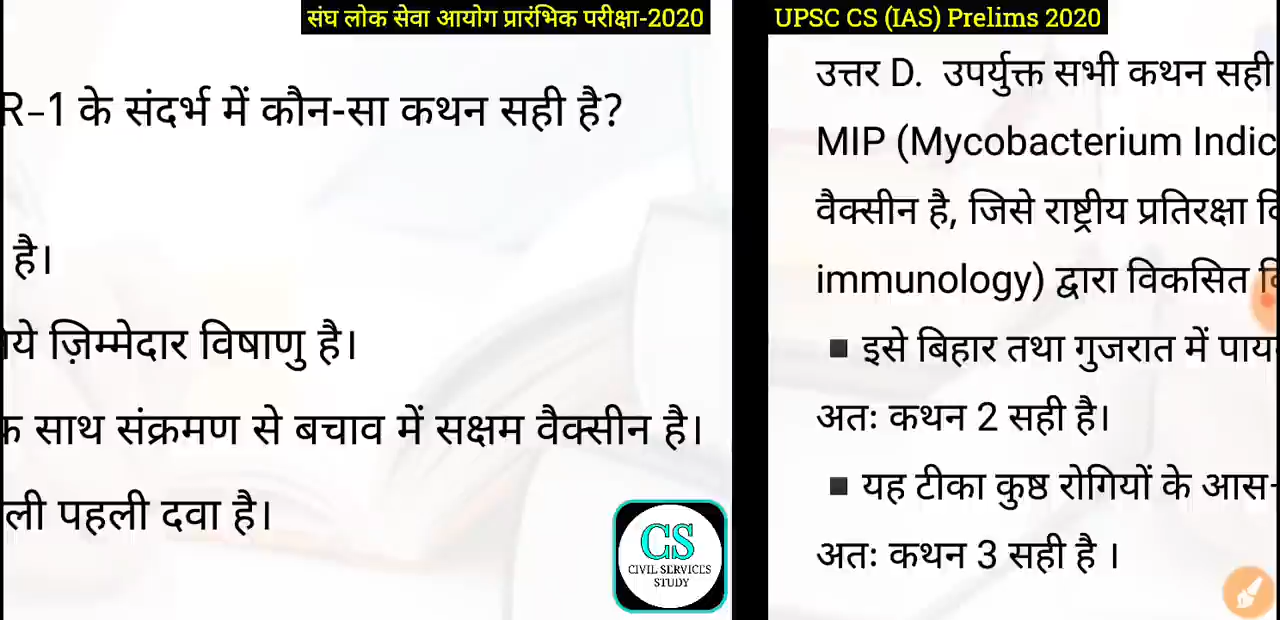 संघ लोक सेवा आयोग प्रारंभिक परीक्षा-2020
R-1 के संदर्भ में कौन-सा कथन सही है?
है।
ये ज़िम्मेदार विषाणु है।
साथ संक्रमण से बचाव में सक्षम वैक्सीन है।
ली पहली दवा है।
CS
CIVIL SERVICES
STUDY
UPSC CS (IAS) Prelims 2020
उत्तर D. उपर्युक्त सभी कथन सही
MIP (Mycobacterium Indic
वैक्सीन है, जिसे राष्ट्रीय प्रतिरक्षा वि
immunology) द्वारा विकसित
▪ इसे बिहार तथा गुजरात में पाय
अतः कथन 2 सही है।
▪ यह टीका कुष्ठ रोगियों के आस-
अतः कथन 3 सही है ।